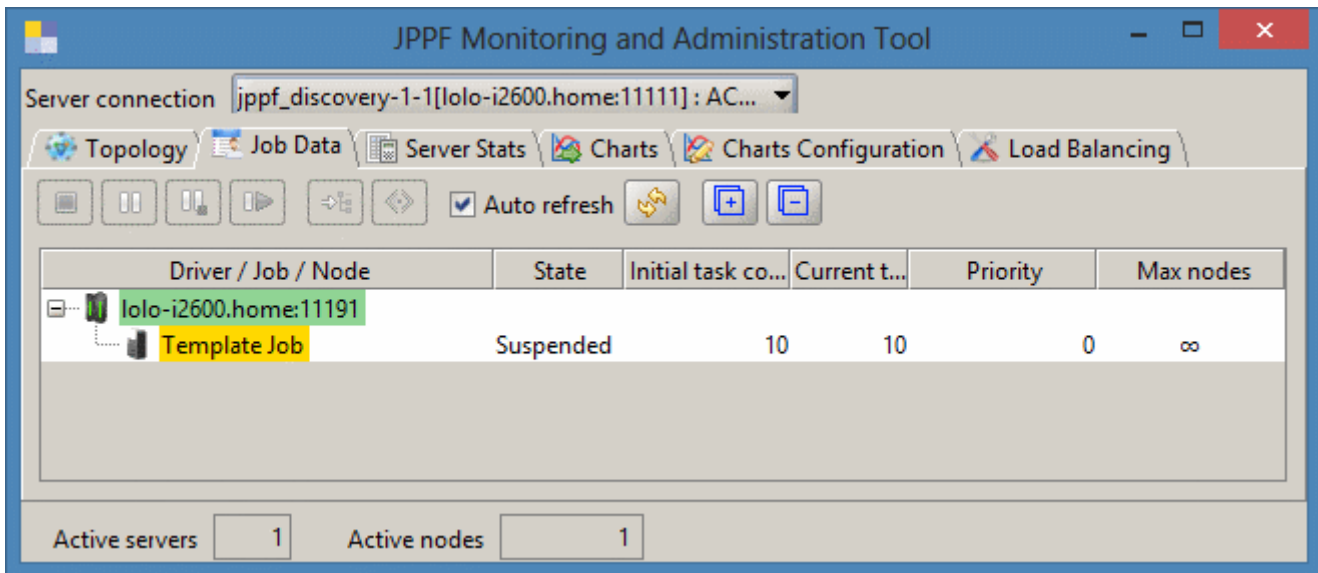 JPPF Monitoring and Administration Tool
Server connection jppf_discovery-1-1[lolo-i2600.home:11111] : AC...
Topology Job Data Server Stats Charts Charts Configuration Load Balancing
Auto refresh
Driver / Job / Node State Initial task co... Current t... Priority Max nodes
lolo-i2600.home:11191
Template Job Suspended 10 10 0 ∞
Active servers 1 Active nodes 1